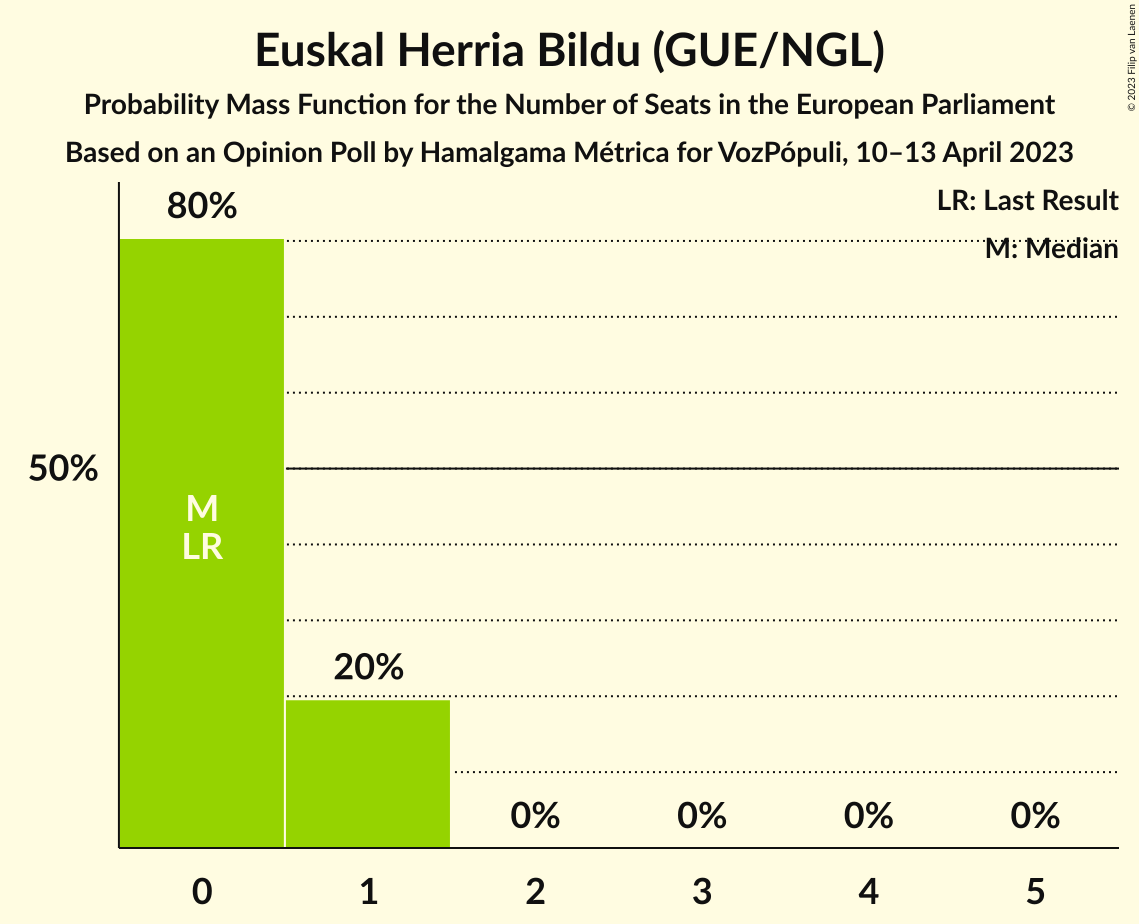 Euskal Herria Bildu (GUE/NGL)
Probability Mass Function for the Number of Seats in the European Parliament
Based on an Opinion Poll by Hamalgama Métrica for VozPópuli, 10–13 April 2023
© 2023 Filip van Laenen
LR: Last Result
M: Median
80%
50%
M
LR
20%
0%
0%
0%
0%
0
1
2
3
4
5